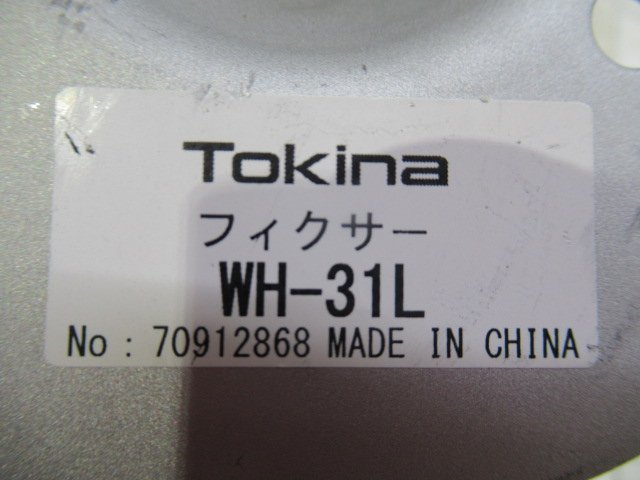 Tokina
フィクサー
WH-31L
No : 70912868 MADE IN CHINA